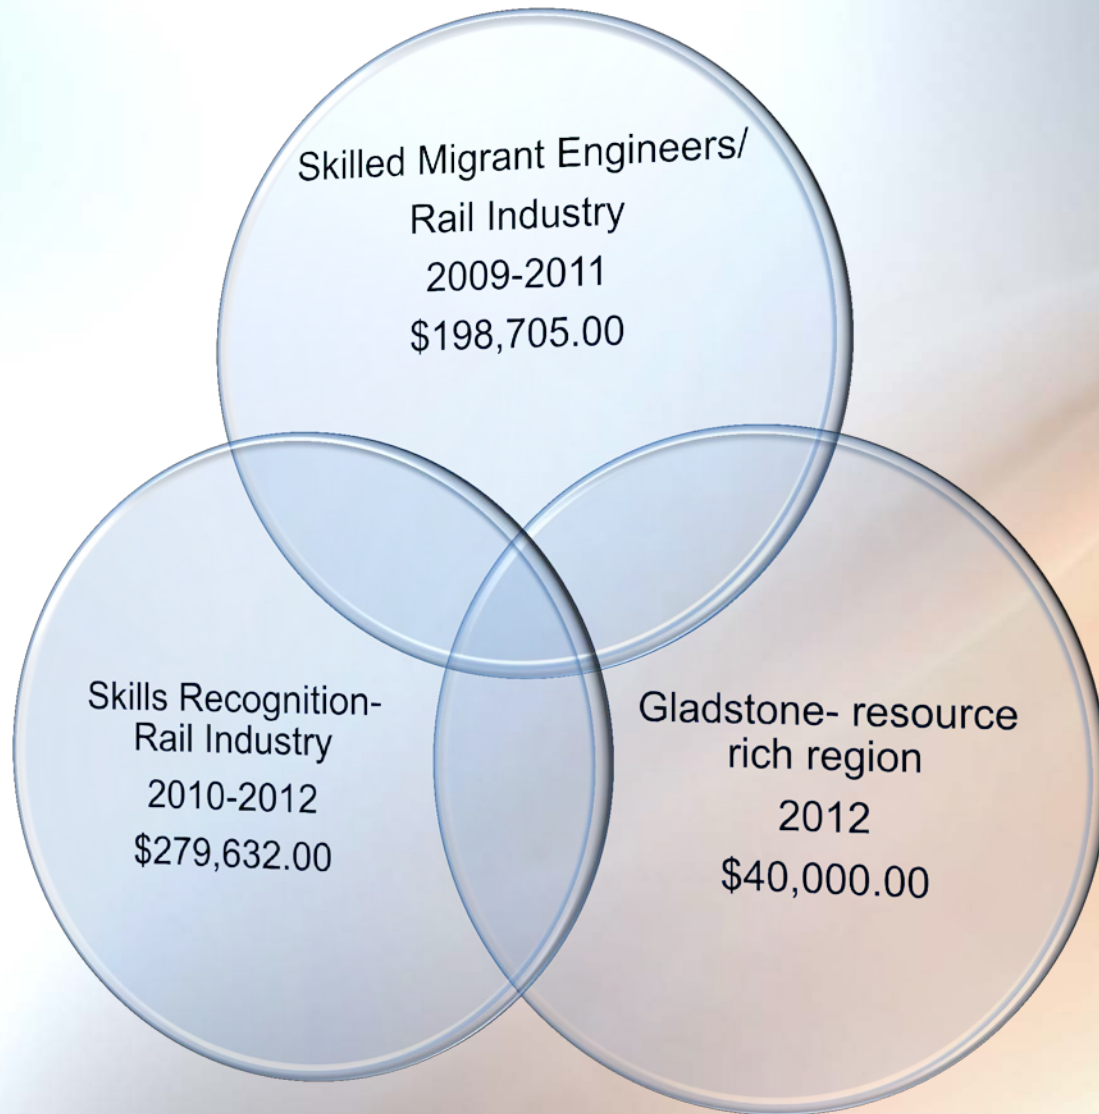 Skilled Migrant Engineers/
Rail Industry
2009-2011
$198,705.00
Skills Recognition-
Rail Industry
2010-2012
$279,632.00
Gladstone- resource
rich region
2012
$40,000.00